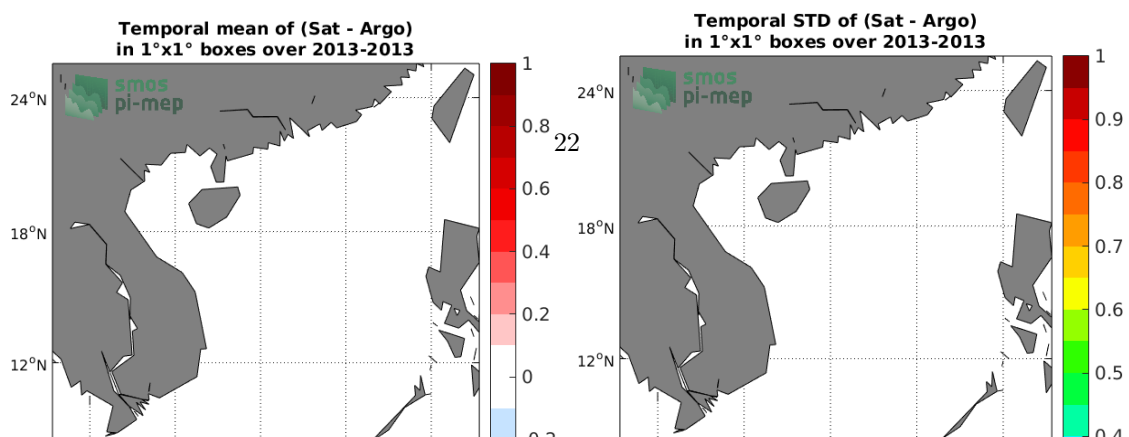 Temporal mean of (Sat - Argo)
in 1°x1° boxes over 2013-2013
smos
pi-mep
24°N
18°N
12°N
1
0.8
0.6
0.4
0.2
0
-0.2
22
Temporal STD of (Sat - Argo)
in 1°x1° boxes over 2013-2013
smos
pi-mep
24°N
18°N
12°N
1
0.9
0.8
0.7
0.6
0.5
0.4